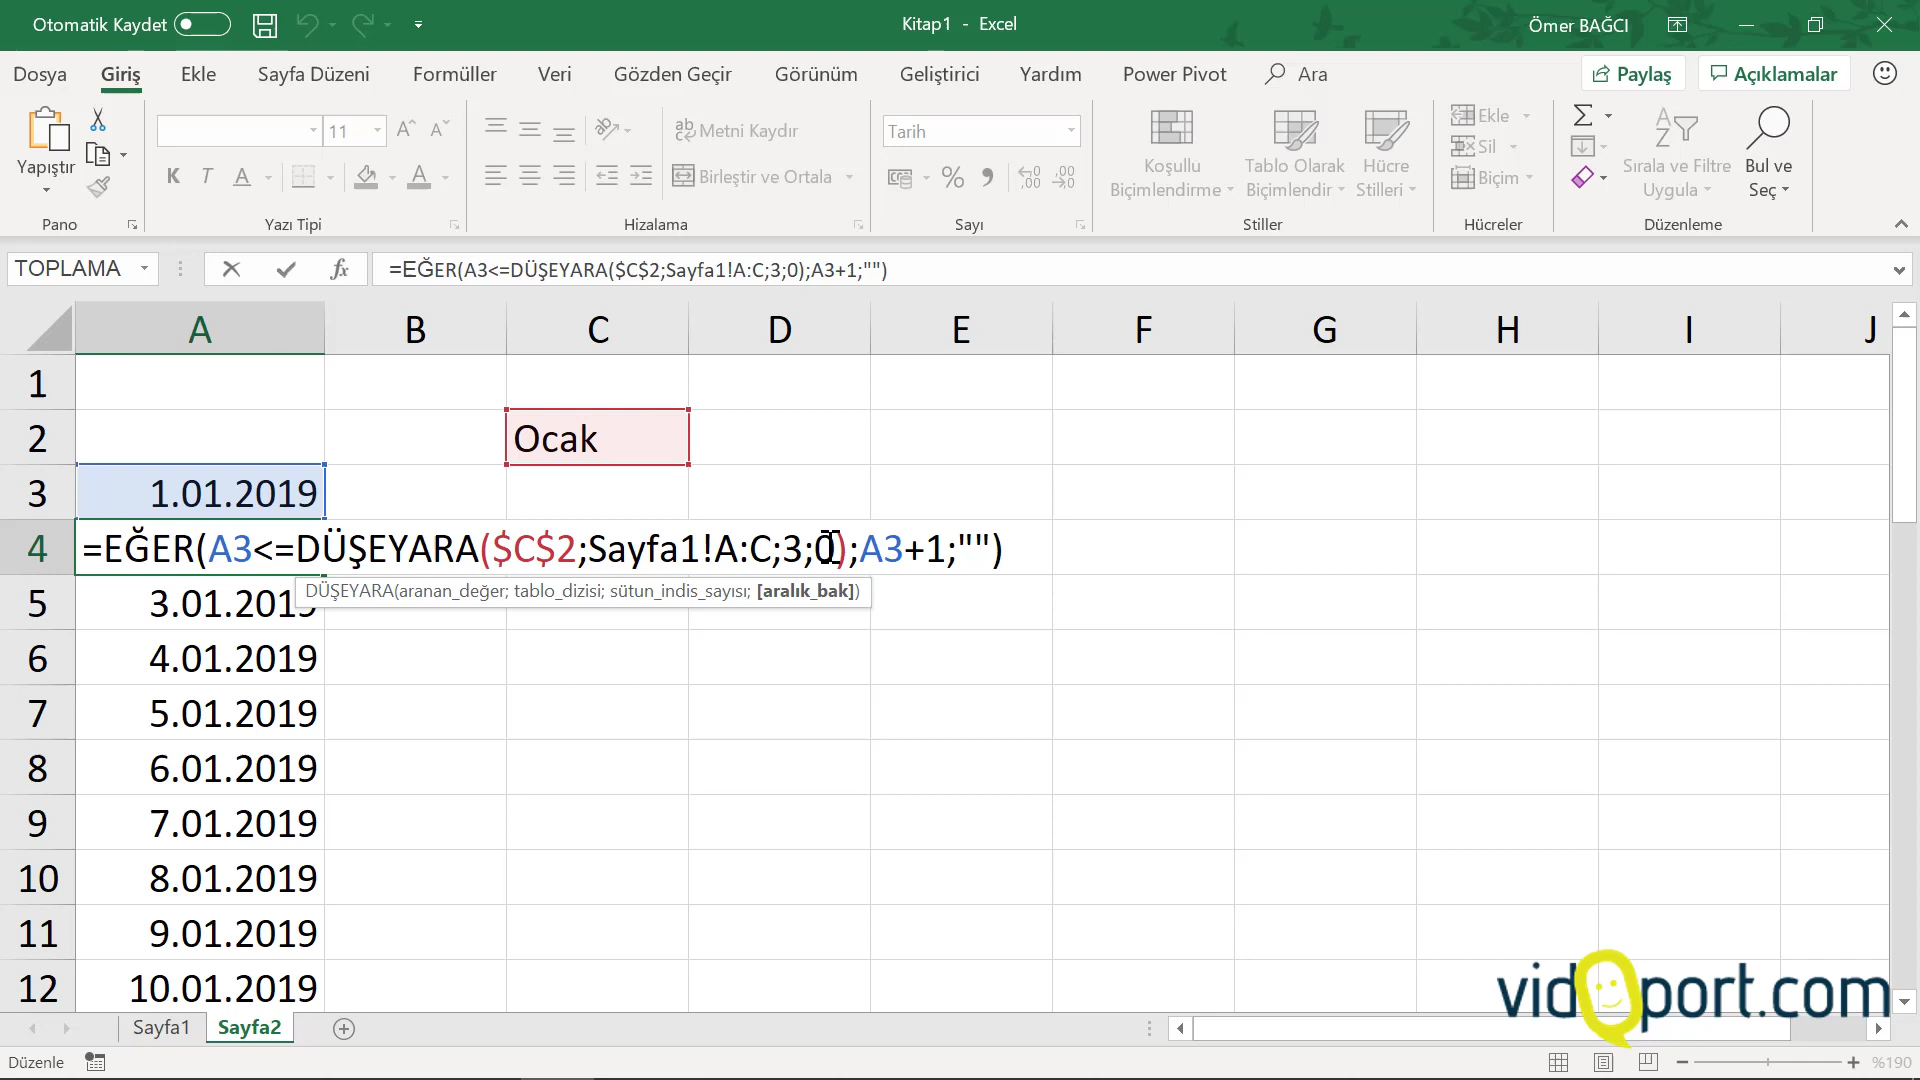 Otomatik Kaydet
Kitap1 - Excel
Ömer BAĞCI
Dosya Giriş Ekle Sayfa Düzeni Formüller Veri Gözden Geçir Görünüm Geliştirici Yardım Power Pivot Ara Paylaş Açıklamalar
Yapıştır
Pano
11
K T A A
Yazı Tipi
Metni Kaydır
Birleştir ve Ortala
Hizalama
Tarih
Sayı
Koşullu
Biçimlendirme
Tablo Olarak
Biçimlendir
Hücre
Stilleri
Stiller
Ekle
Sil
Biçim
Hücreler
Sırala ve Filtre
Uygula
Bul ve
Seç
Düzenleme
TOPLAMA
fx
=EĞER(A3<=DÜŞEYARA($C$2;Sayfa1!A:C;3;0);A3+1;"")
A B C D E F G H I J
1
2 Ocak
3 1.01.2019
4 =EĞER(A3<=DÜŞEYARA($C$2;Sayfa1!A:C;3;0);A3+1;"")
DÜŞEYARA(aranan_değer; tablo_dizisi; sütun_indis_sayısı; [aralık_bak])
5 3.01.2019
6 4.01.2019
7 5.01.2019
8 6.01.2019
9 7.01.2019
10 8.01.2019
11 9.01.2019
12 10.01.2019
vidoport.com
Sayfa1 Sayfa2
Düzenle
%190